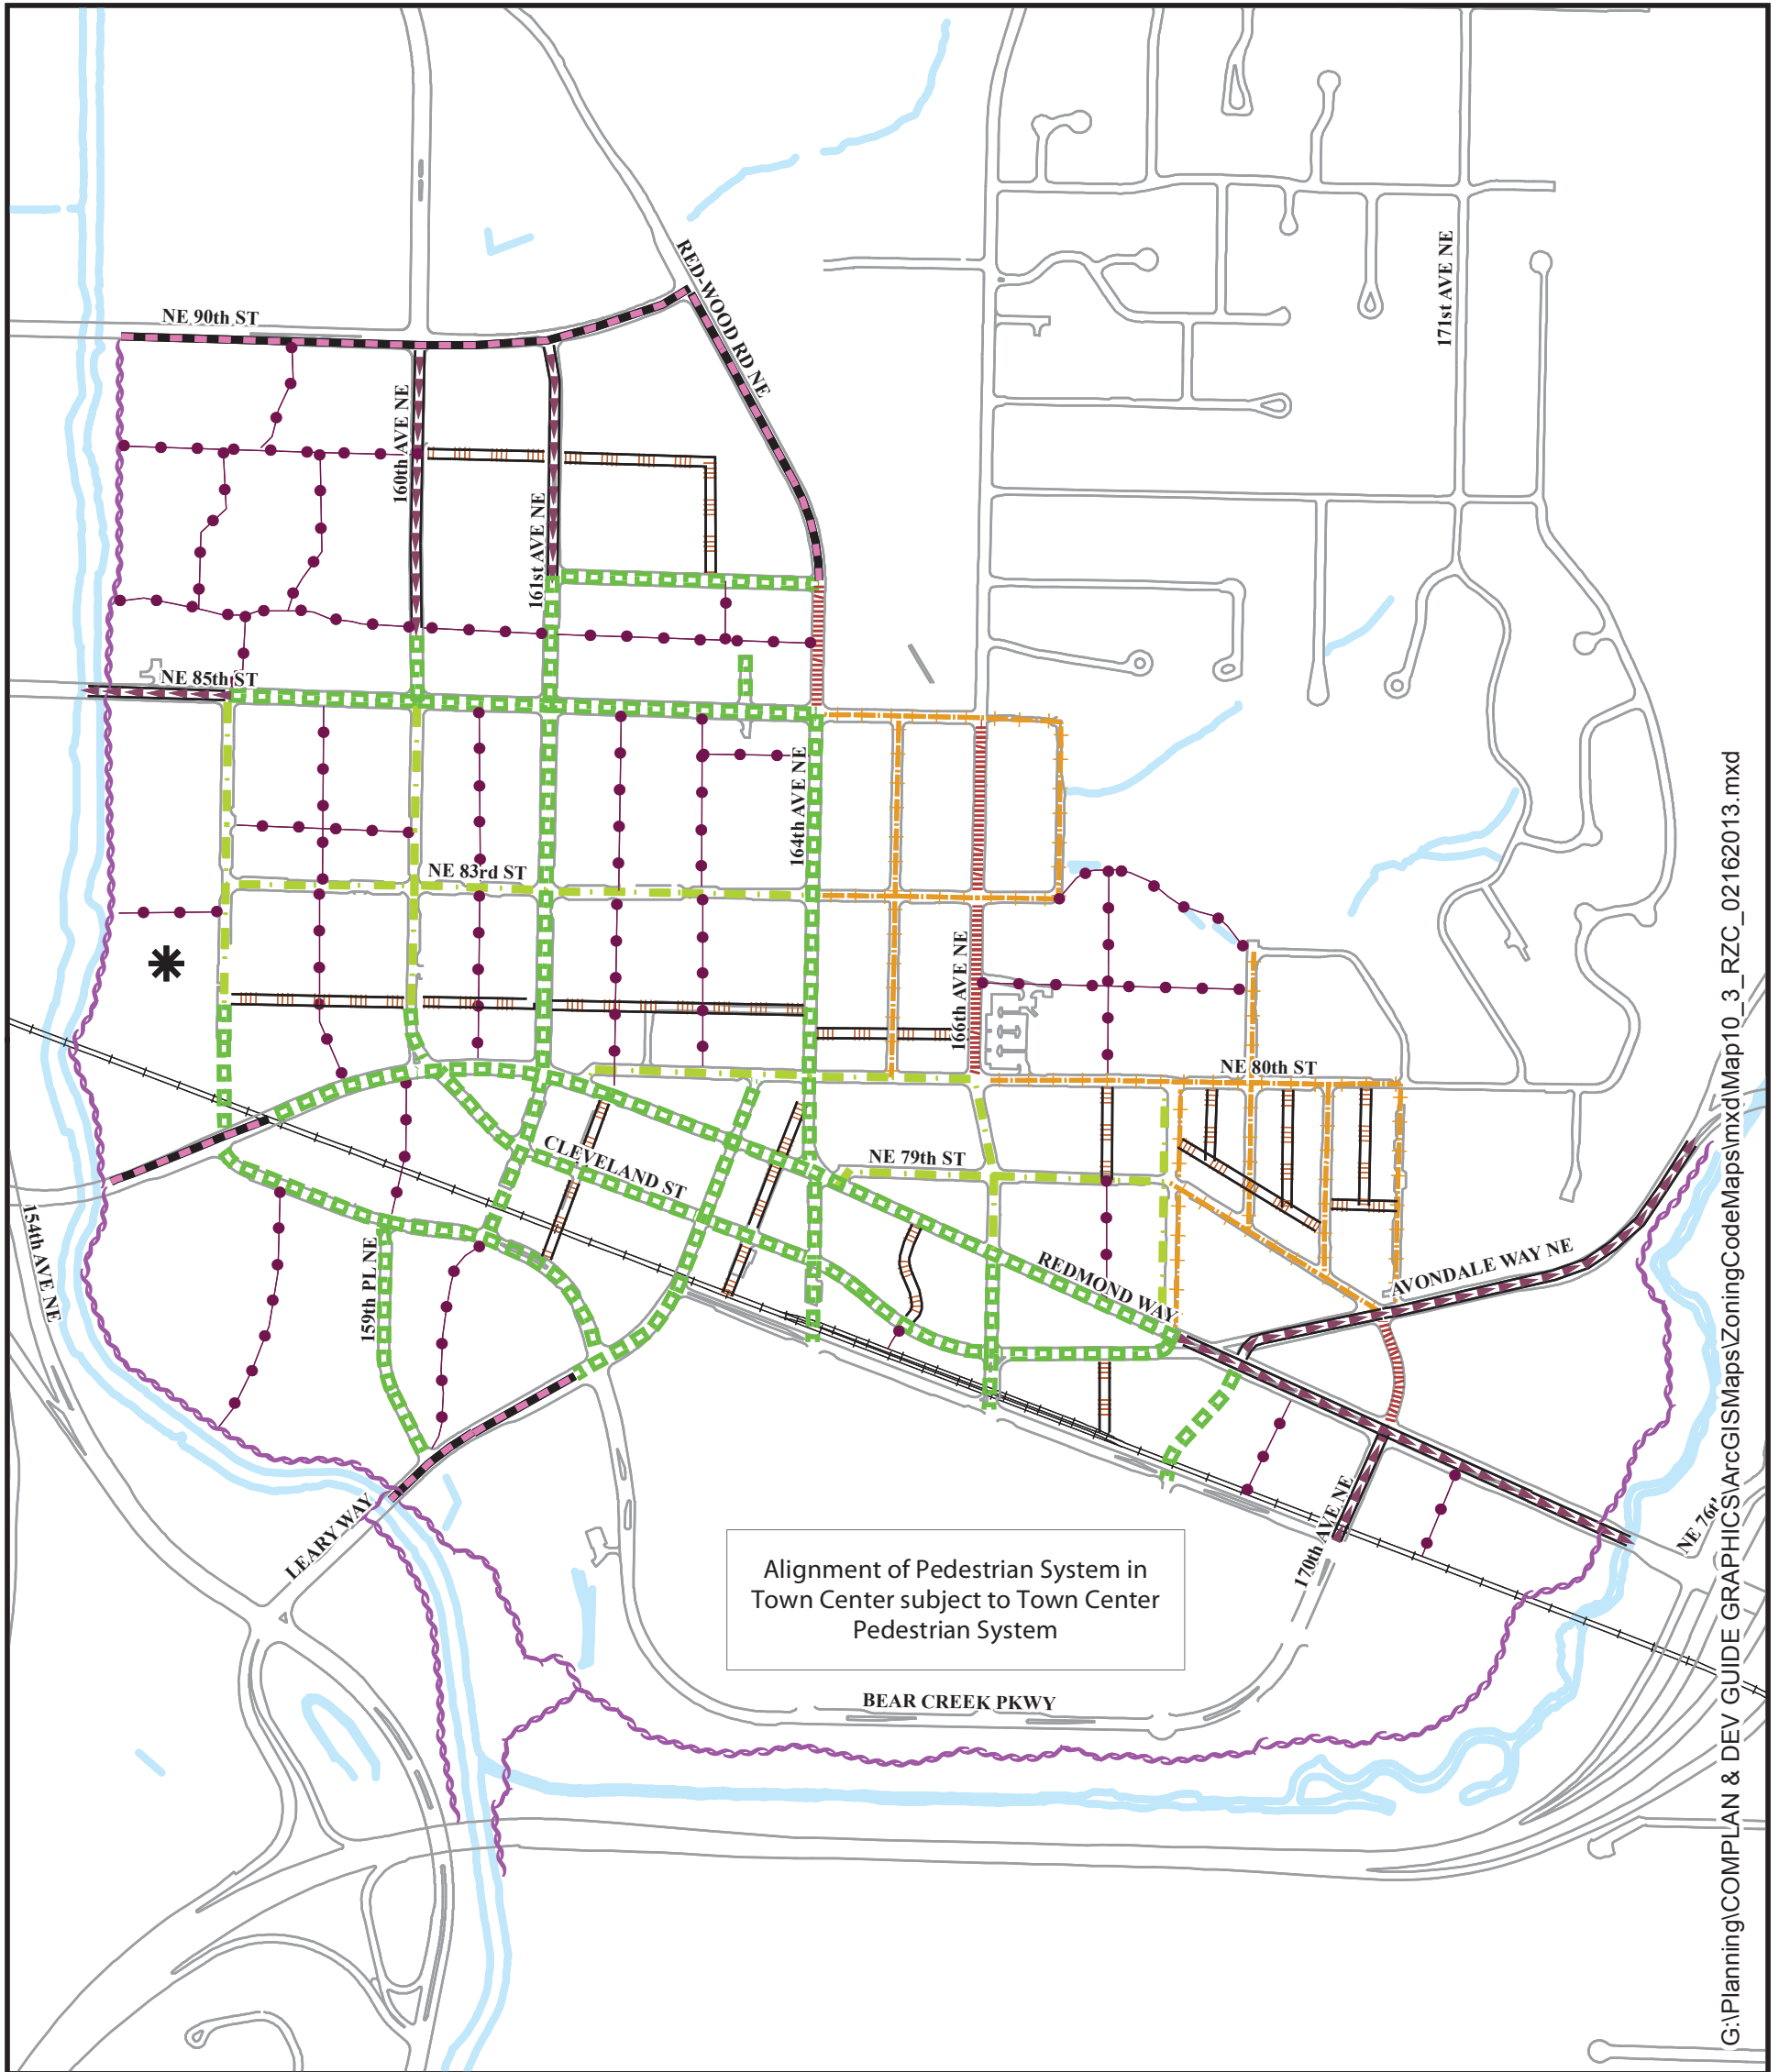 RED-WOOD RD NE
171st AVE NE
NE 90th ST
160th AVE NE
161st AVE NE
NE 85th ST
164th AVE NE
NE 83rd ST
166th AVE NE
NE 80th ST
CLEVELAND ST
NE 79th ST
154th AVE NE
159th PL NE
REDMOND WAY
AVONDALE WAY NE
LEARY WAY
170th AVE NE
NE 76th
Alignment of Pedestrian System in
Town Center subject to Town Center
Pedestrian System
BEAR CREEK PKWY
G:\Planning\COMPLAN & DEV GUIDE GRAPHICS\ArcGISMaps\ZoningCodeMaps\mxd\Map10_3_RZC_02162013.mxd